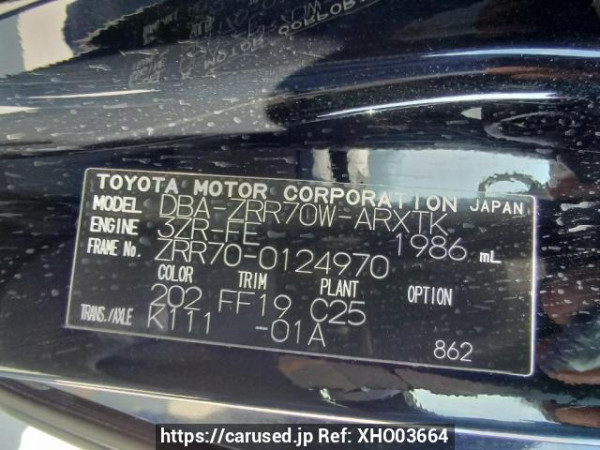 TOYOTA MOTOR CORPORATION JAPAN
MODEL DBA-ZRR70W-ARXTK
ENGINE 3ZR-FE 1986 mL
FRAME No. ZRR70-0124970
COLOR TRIM PLANT OPTION
202 FF19 C25
TRANS./AXLE K111 -01A
862
https://carused.jp Ref: XHO03664